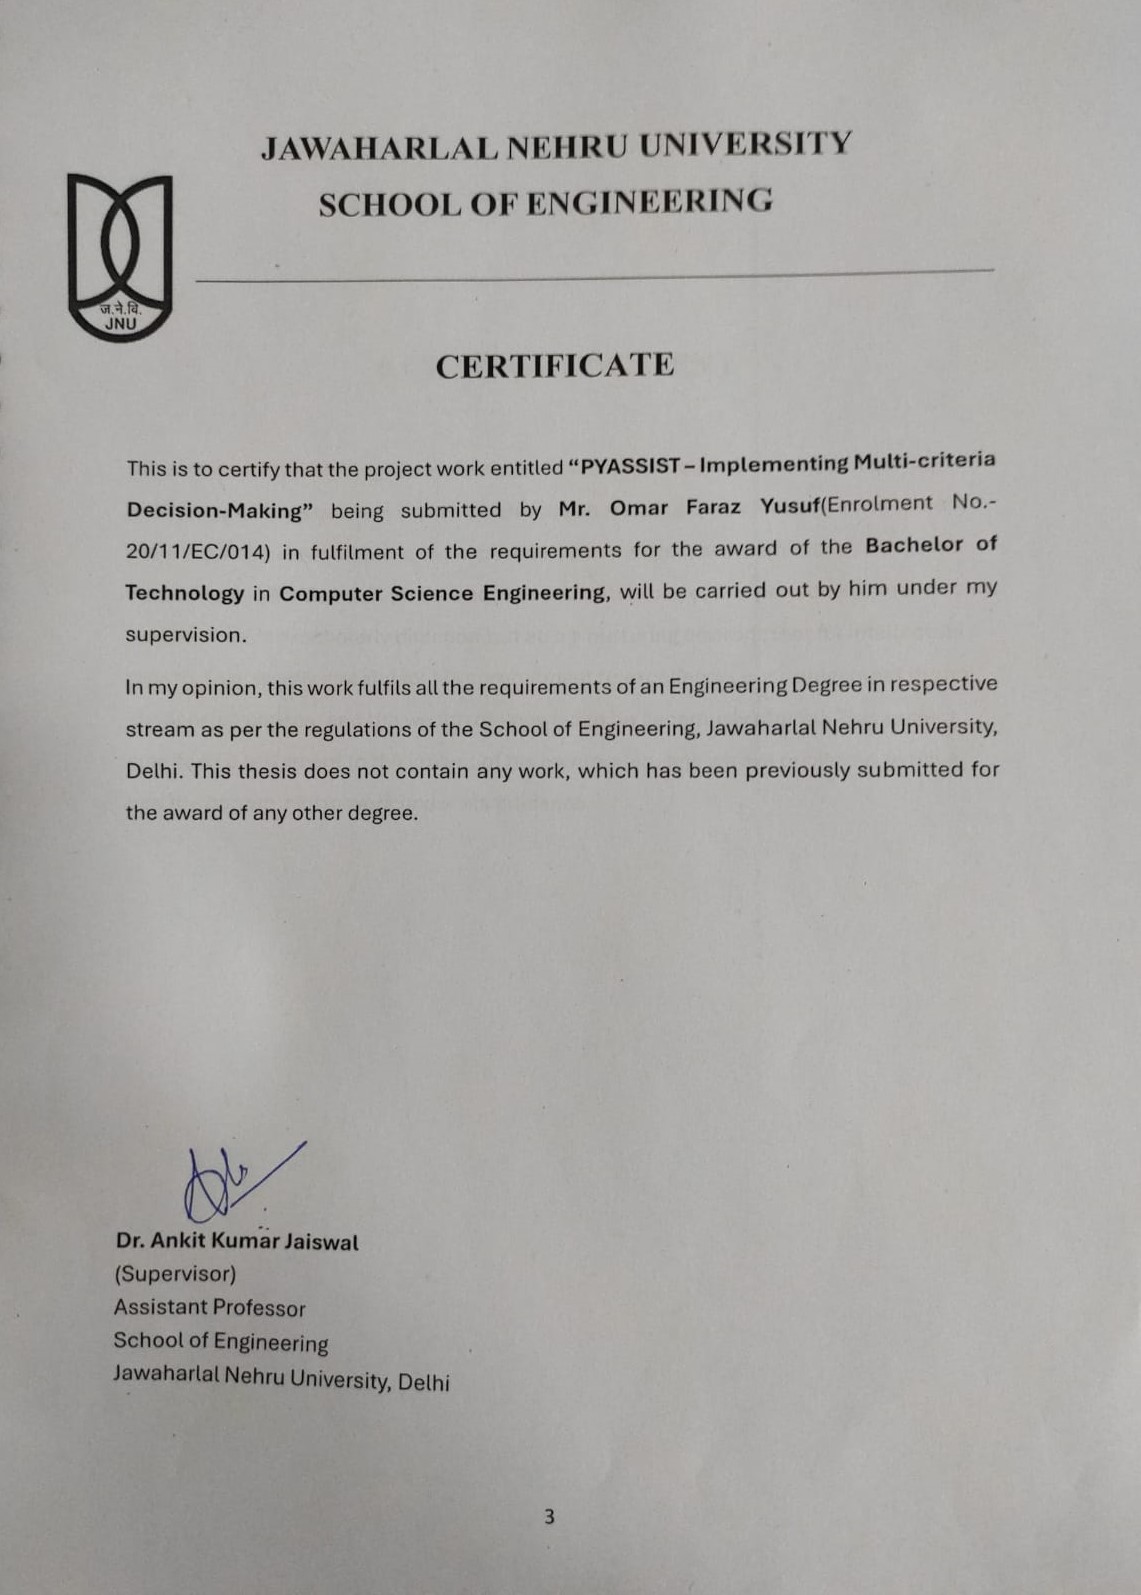 JAWAHARLAL NEHRU UNIVERSITY
SCHOOL OF ENGINEERING
ज.ने.वि.
JNU
CERTIFICATE
This is to certify that the project work entitled “PYASSIST – Implementing Multi-criteria
Decision-Making” being submitted by Mr. Omar Faraz Yusuf(Enrolment No.-
20/11/EC/014) in fulfilment of the requirements for the award of the Bachelor of
Technology in Computer Science Engineering, will be carried out by him under my
supervision.
In my opinion, this work fulfils all the requirements of an Engineering Degree in respective
stream as per the regulations of the School of Engineering, Jawaharlal Nehru University,
Delhi. This thesis does not contain any work, which has been previously submitted for
the award of any other degree.
Dr. Ankit Kumar Jaiswal
(Supervisor)
Assistant Professor
School of Engineering
Jawaharlal Nehru University, Delhi
3